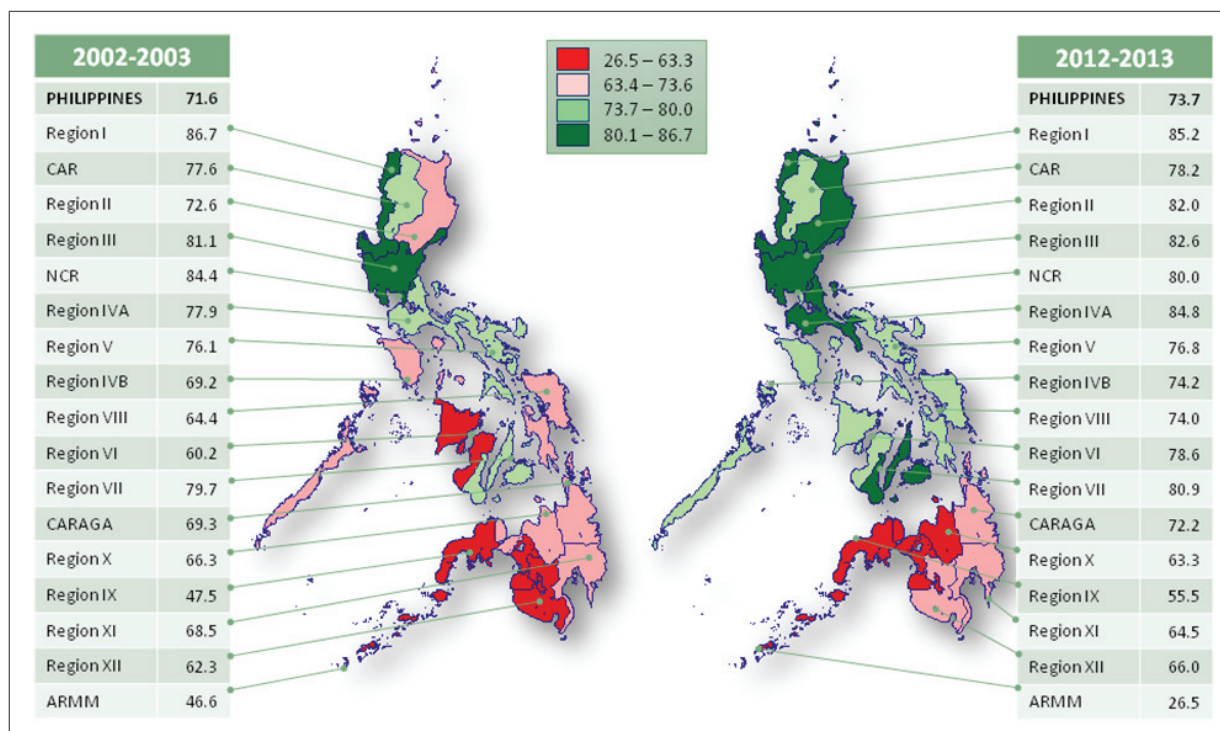 2002-2003
PHILIPPINES 71.6
Region I 86.7
CAR 77.6
Region II 72.6
Region III 81.1
NCR 84.4
Region IVA 77.9
Region V 76.1
Region IVB 69.2
Region VIII 64.4
Region VI 60.2
Region VII 79.7
CARAGA 69.3
Region X 66.3
Region IX 47.5
Region XI 68.5
Region XII 62.3
ARMM 46.6
26.5 – 63.3
63.4 – 73.6
73.7 – 80.0
80.1 – 86.7
2012-2013
PHILIPPINES 73.7
Region I 85.2
CAR 78.2
Region II 82.0
Region III 82.6
NCR 80.0
Region IVA 84.8
Region V 76.8
Region IVB 74.2
Region VIII 74.0
Region VI 78.6
Region VII 80.9
CARAGA 72.2
Region X 63.3
Region IX 55.5
Region XI 64.5
Region XII 66.0
ARMM 26.5